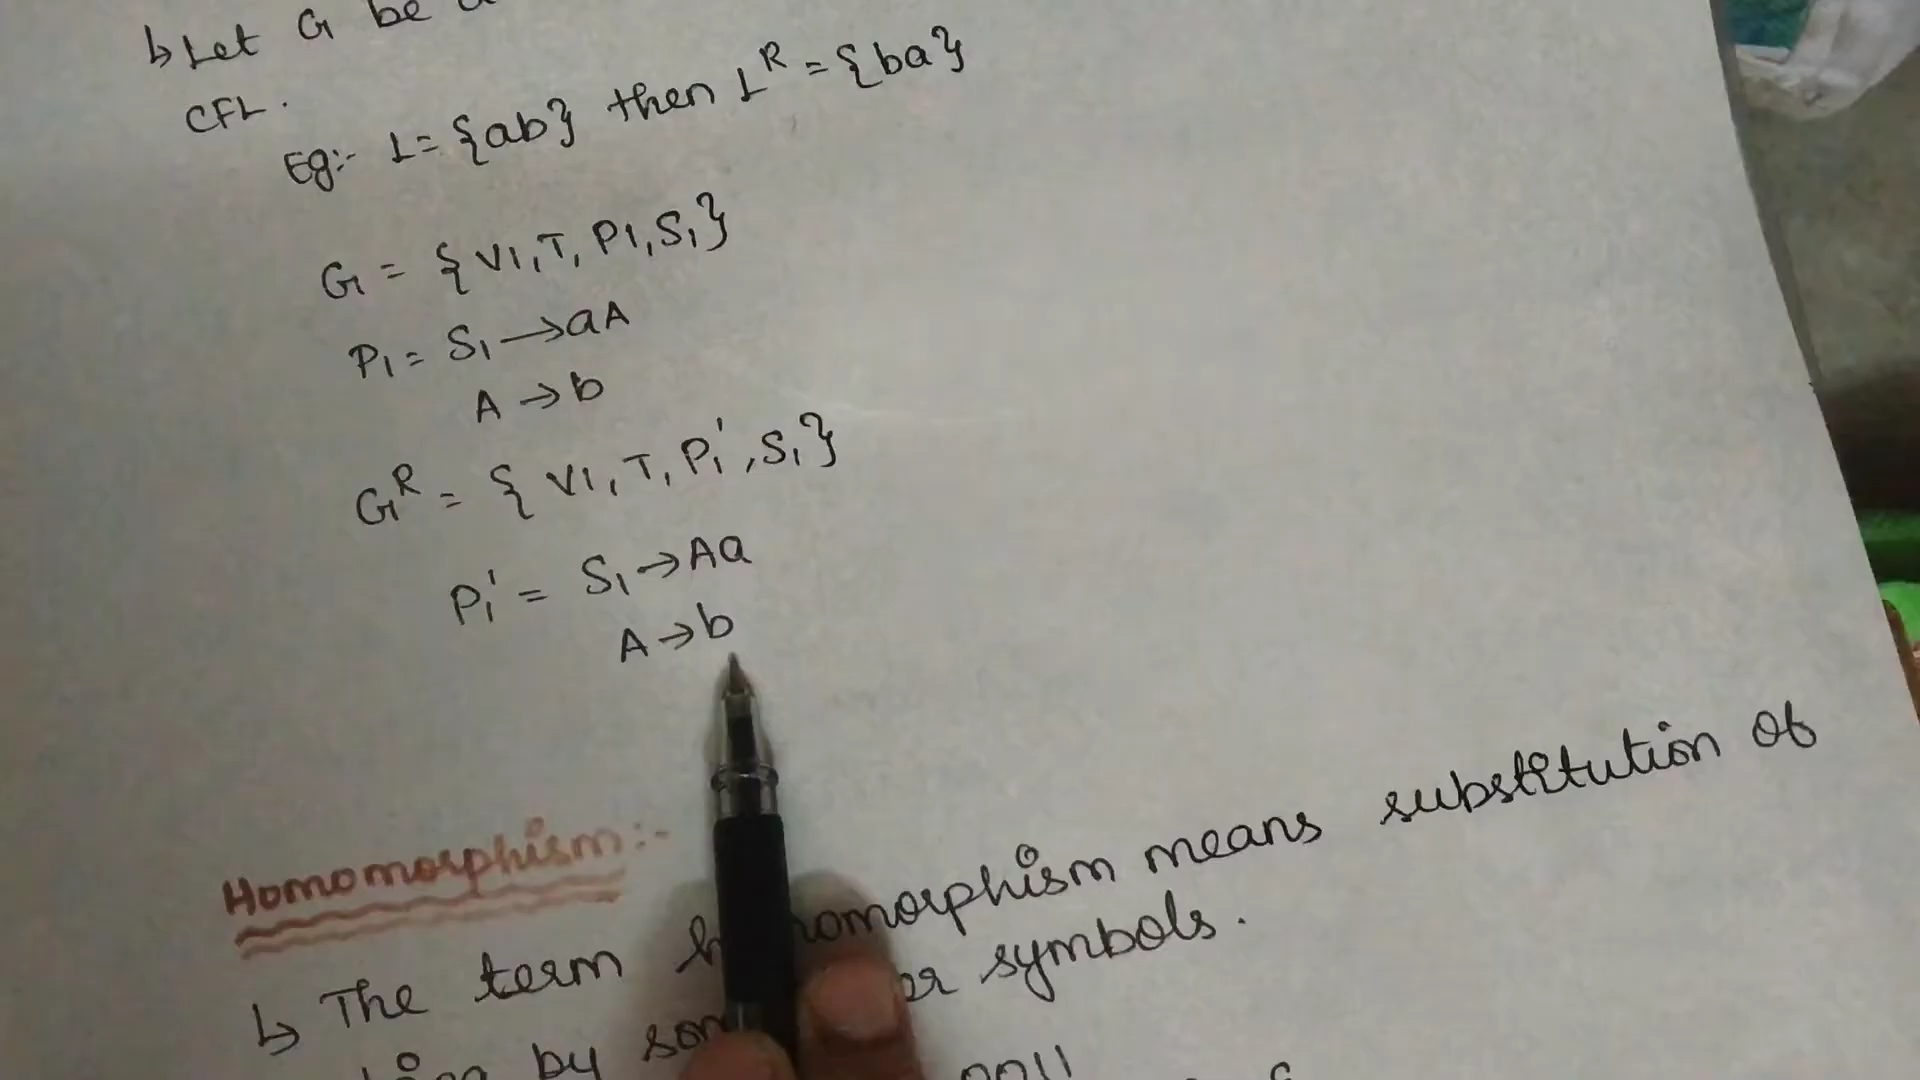 ↳ Let G be a
CFL.
Eg:- L = {ab} then L^R = {ba}
G = {V1, T, P1, S1}
P1 = S1 → aA
A → b
G^R = {V1, T, P1', S1}
P1' = S1 → Aa
A → b
Homomorphism:-
↳ The term homomorphism means substitution of
by symbols.